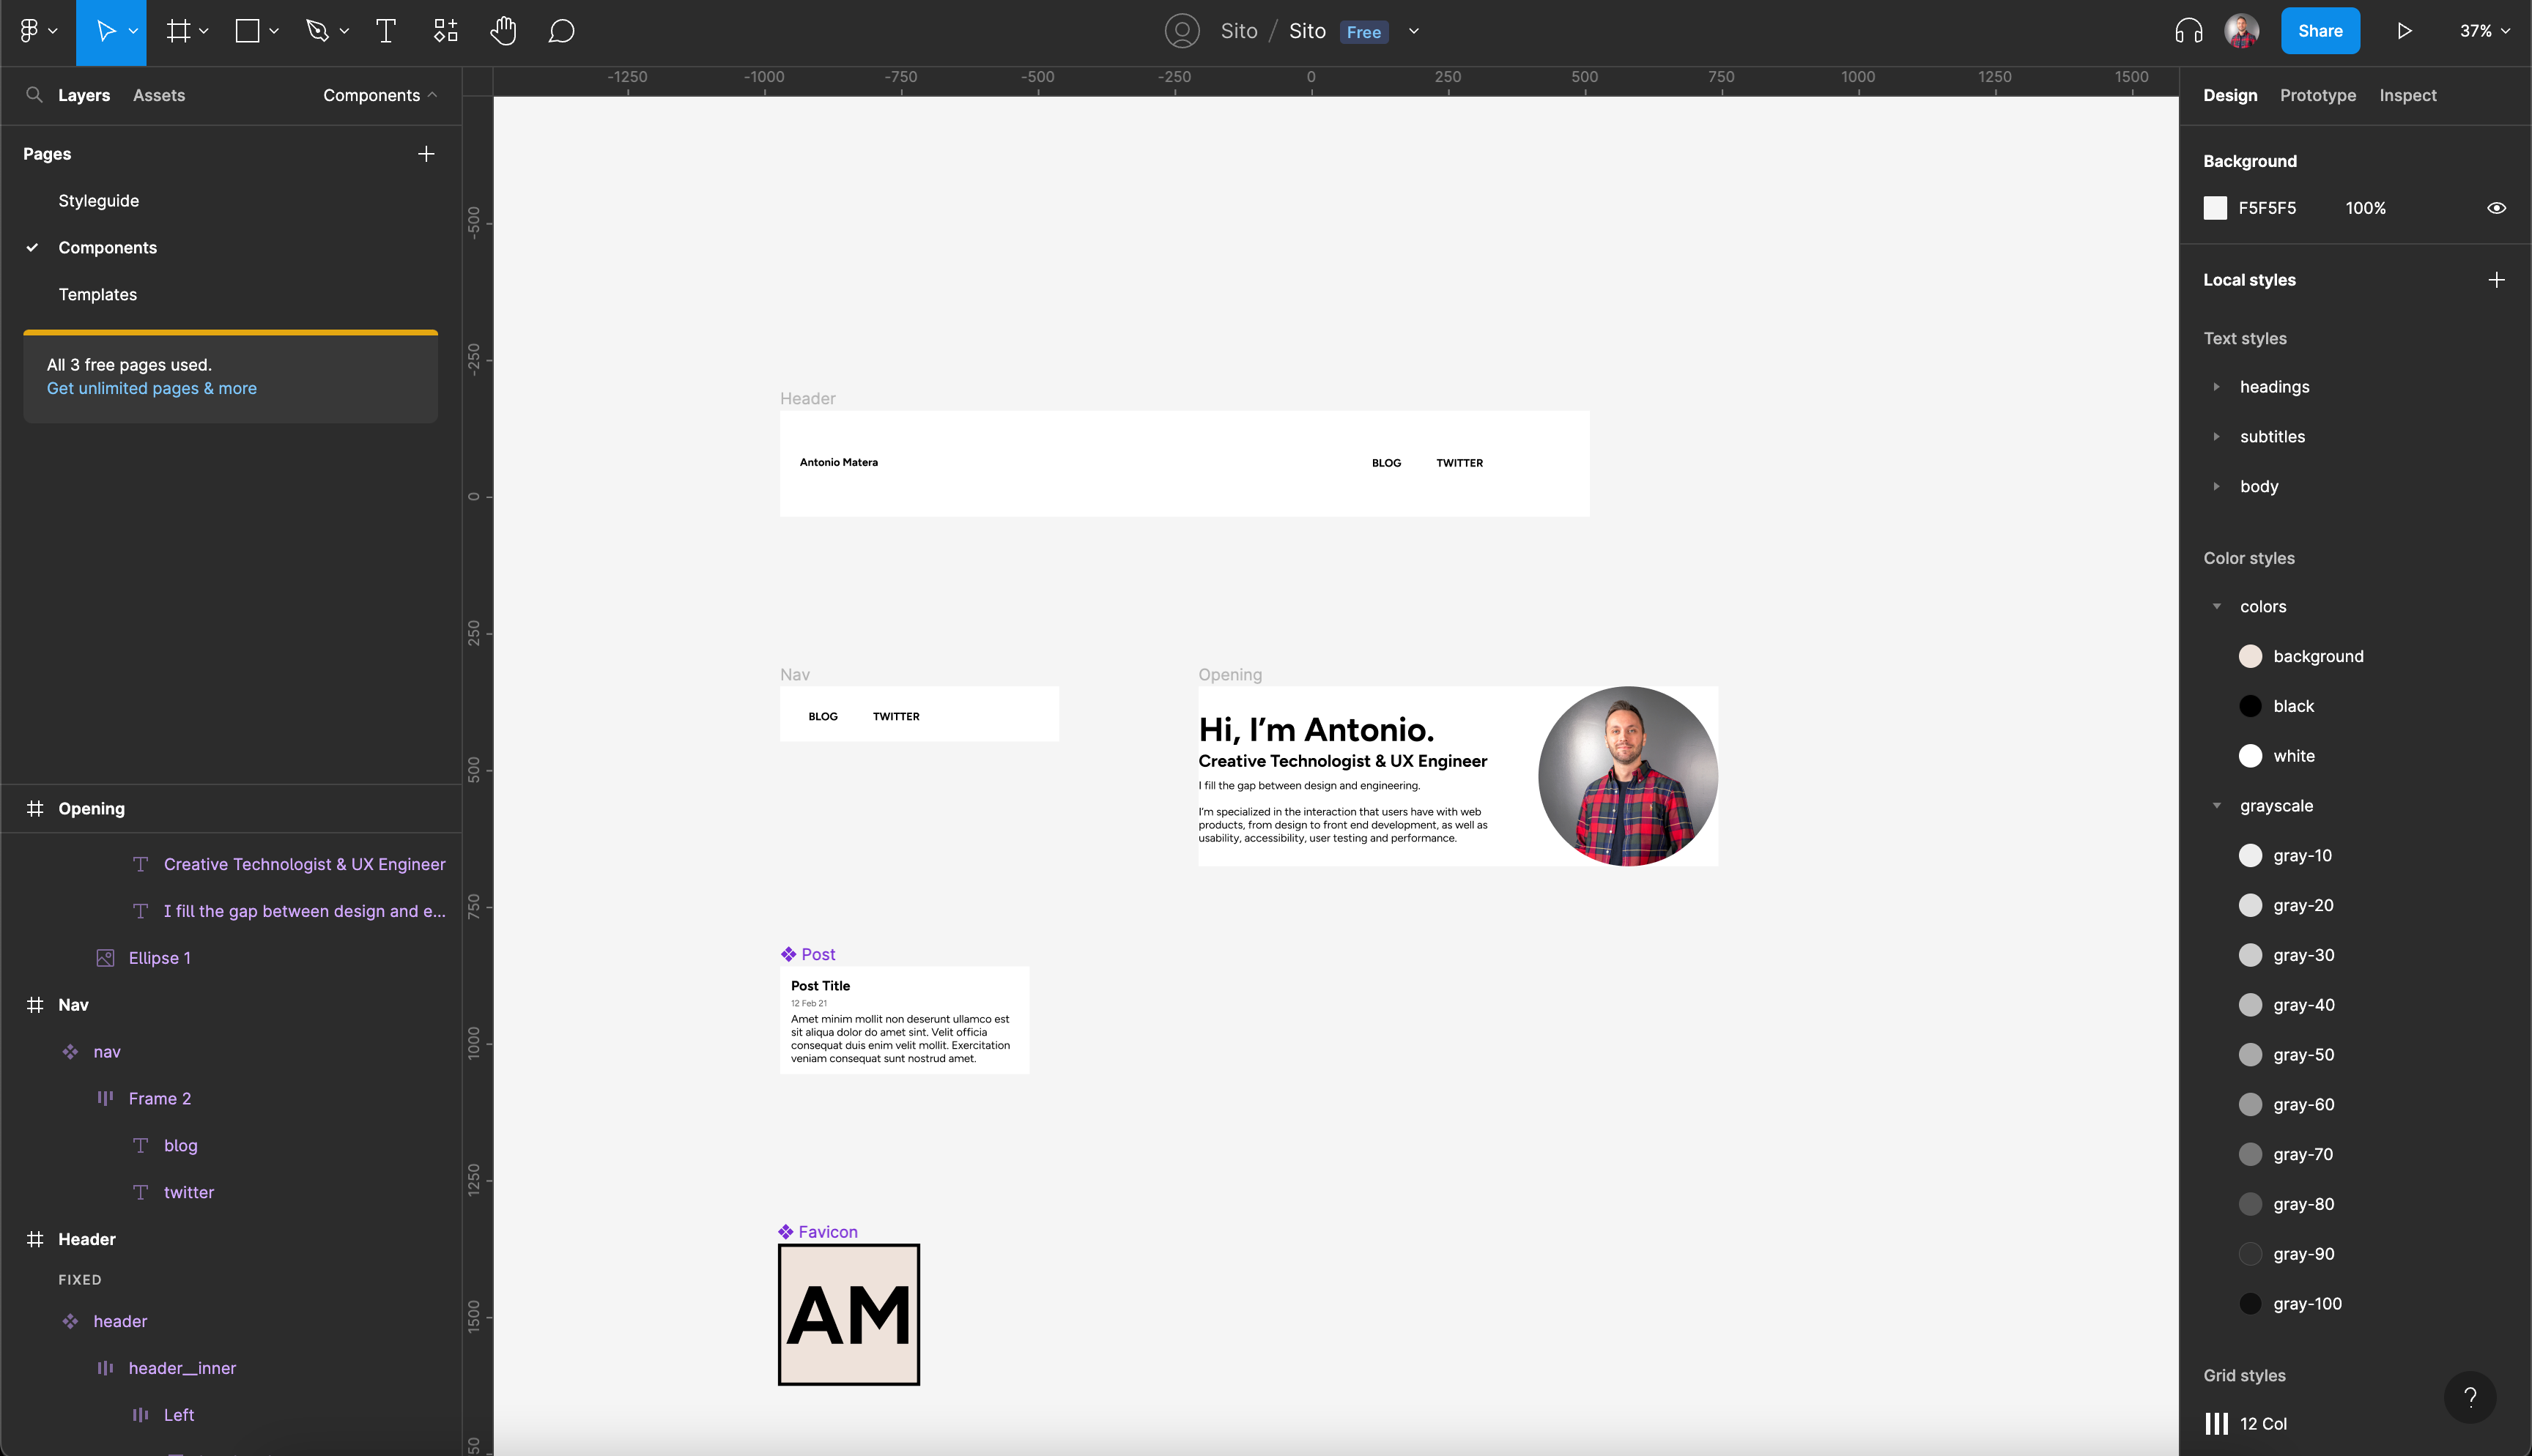 Sito / Sito Free
Share
37%
Layers Assets Components
Pages
Styleguide
Components
Templates
All 3 free pages used.
Get unlimited pages & more
Opening
Creative Technologist & UX Engineer
I fill the gap between design and e...
Ellipse 1
Nav
nav
Frame 2
blog
twitter
Header
FIXED
header
header__inner
Left
-1250 -1000 -750 -500 -250 0 250 500 750 1000 1250 1500
-500
-250
0
250
500
750
1000
1250
1500
50
Header
Antonio Matera BLOG TWITTER
Nav
BLOG TWITTER
Opening
Hi, I’m Antonio.
Creative Technologist & UX Engineer
I fill the gap between design and engineering.
I’m specialized in the interaction that users have with web
products, from design to front end development, as well as
usability, accessibility, user testing and performance.
Post
Post Title
12 Feb 21
Amet minim mollit non deserunt ullamco est
sit aliqua dolor do amet sint. Velit officia
consequat duis enim velit mollit. Exercitation
veniam consequat sunt nostrud amet.
Favicon
AM
Design Prototype Inspect
Background
F5F5F5 100%
Local styles
Text styles
headings
subtitles
body
Color styles
colors
background
black
white
grayscale
gray-10
gray-20
gray-30
gray-40
gray-50
gray-60
gray-70
gray-80
gray-90
gray-100
Grid styles
12 Col
?